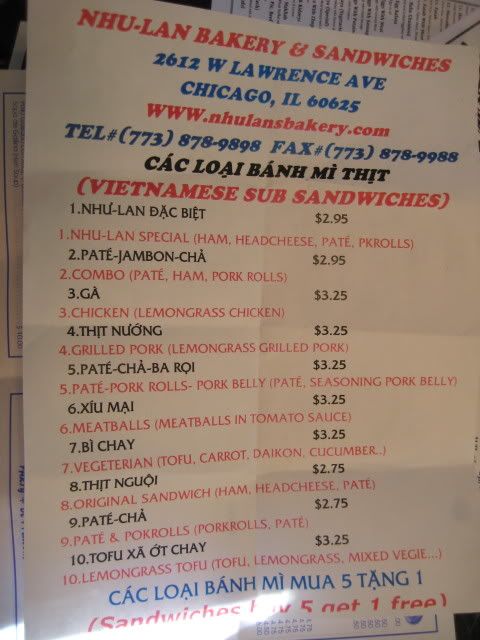 NHU-LAN BAKERY & SANDWICHES
2612 W LAWRENCE AVE
CHICAGO, IL 60625
WWW.nhulansbakery.com
TEL#(773) 878-9898 FAX#(773) 878-9988
CÁC LOẠI BÁNH MÌ THỊT
(VIETNAMESE SUB SANDWICHES)
1.NHƯ-LAN ĐẶC BIỆT $2.95
1.NHU-LAN SPECIAL (HAM, HEADCHEESE, PATÉ, PKROLLS)
2.PATÉ-JAMBON-CHẢ $2.95
2.COMBO (PATÉ, HAM, PORK ROLLS)
3.GÀ $3.25
3.CHICKEN (LEMONGRASS CHICKEN)
4.THỊT NƯỚNG $3.25
4.GRILLED PORK (LEMONGRASS GRILLED PORK)
5.PATÉ-CHẢ-BA RỌI $3.25
5.PATÉ-PORK ROLLS- PORK BELLY (PATÉ, SEASONING PORK BELLY)
6.XÍU MẠI $3.25
6.MEATBALLS (MEATBALLS IN TOMATO SAUCE)
7.BÌ CHAY $3.25
7.VEGETERIAN (TOFU, CARROT, DAIKON, CUCUMBER..)
8.THỊT NGUỘI $2.75
8.ORIGINAL SANDWICH (HAM, HEADCHEESE, PATÉ)
9.PATÉ-CHẢ $2.75
9.PATÉ & POKROLLS (PORKROLLS, PATÉ)
10.TOFU XÃ ỚT CHAY $3.25
10.LEMONGRASS TOFU (TOFU, LEMONGRASS, MIXED VEGIE...)
CÁC LOẠI BÁNH MÌ MUA 5 TẶNG 1
(Sandwiches buy 5 get 1 free)